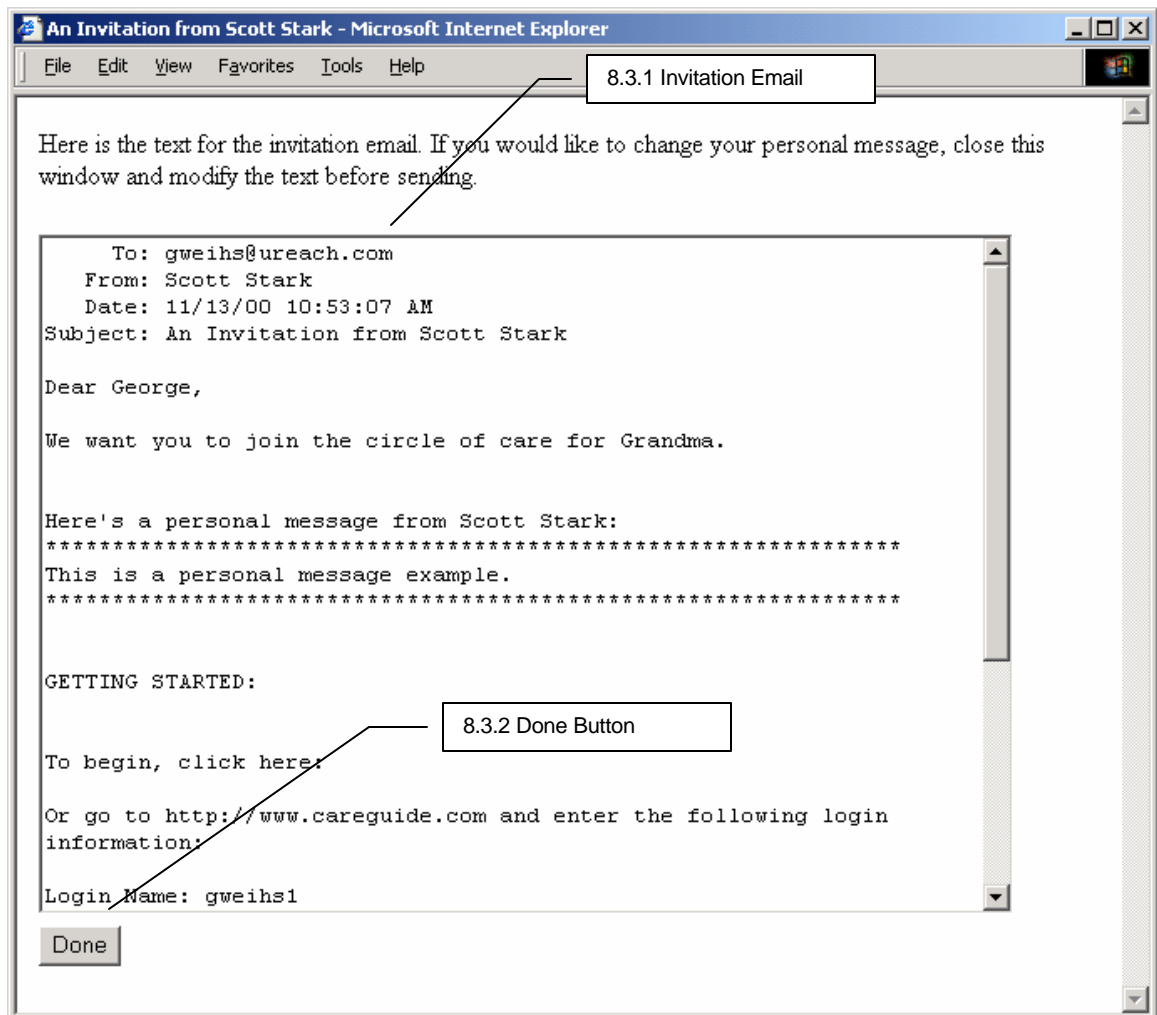 An Invitation from Scott Stark - Microsoft Internet Explorer
File Edit View Favorites Tools Help
8.3.1 Invitation Email
Here is the text for the invitation email. If you would like to change your personal message, close this
window and modify the text before sending.
To: gweihs@ureach.com
From: Scott Stark
Date: 11/13/00 10:53:07 AM
Subject: An Invitation from Scott Stark
Dear George,
We want you to join the circle of care for Grandma.
Here's a personal message from Scott Stark:
****************************************************************
This is a personal message example.
****************************************************************
GETTING STARTED:
8.3.2 Done Button
To begin, click here:
Or go to http://www.careguide.com and enter the following login
information:
Login Name: gweihs1
Done